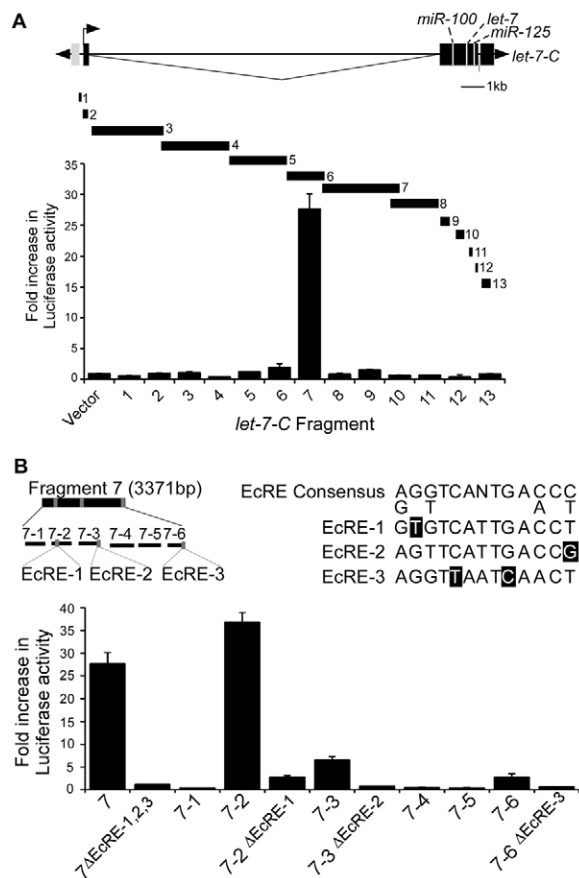 A
miR-100
let-7
miR-125
let-7-C
1kb
1
2
3
4
5
6
7
8
9
10
11
12
13
Fold increase in
Luciferase activity
35
30
25
20
15
10
5
0
Vector 1 2 3 4 5 6 7 8 9 10 11 12 13
let-7-C Fragment
B
Fragment 7 (3371bp)
7-1 7-2 7-3 7-4 7-5 7-6
EcRE-1 EcRE-2 EcRE-3
EcRE Consensus AGGTCANTGACCC
G T A T
EcRE-1 GTGTCATTGACCT
EcRE-2 AGTTCATTGACCG
EcRE-3 AGGTTAATCAACT
Fold increase in
Luciferase activity
40
35
30
25
20
15
10
5
0
7 7ΔEcRE-1,2,3 7-1 7-2 7-2 ΔEcRE-1 7-3 7-3 ΔEcRE-2 7-4 7-5 7-6 7-6 ΔEcRE-3